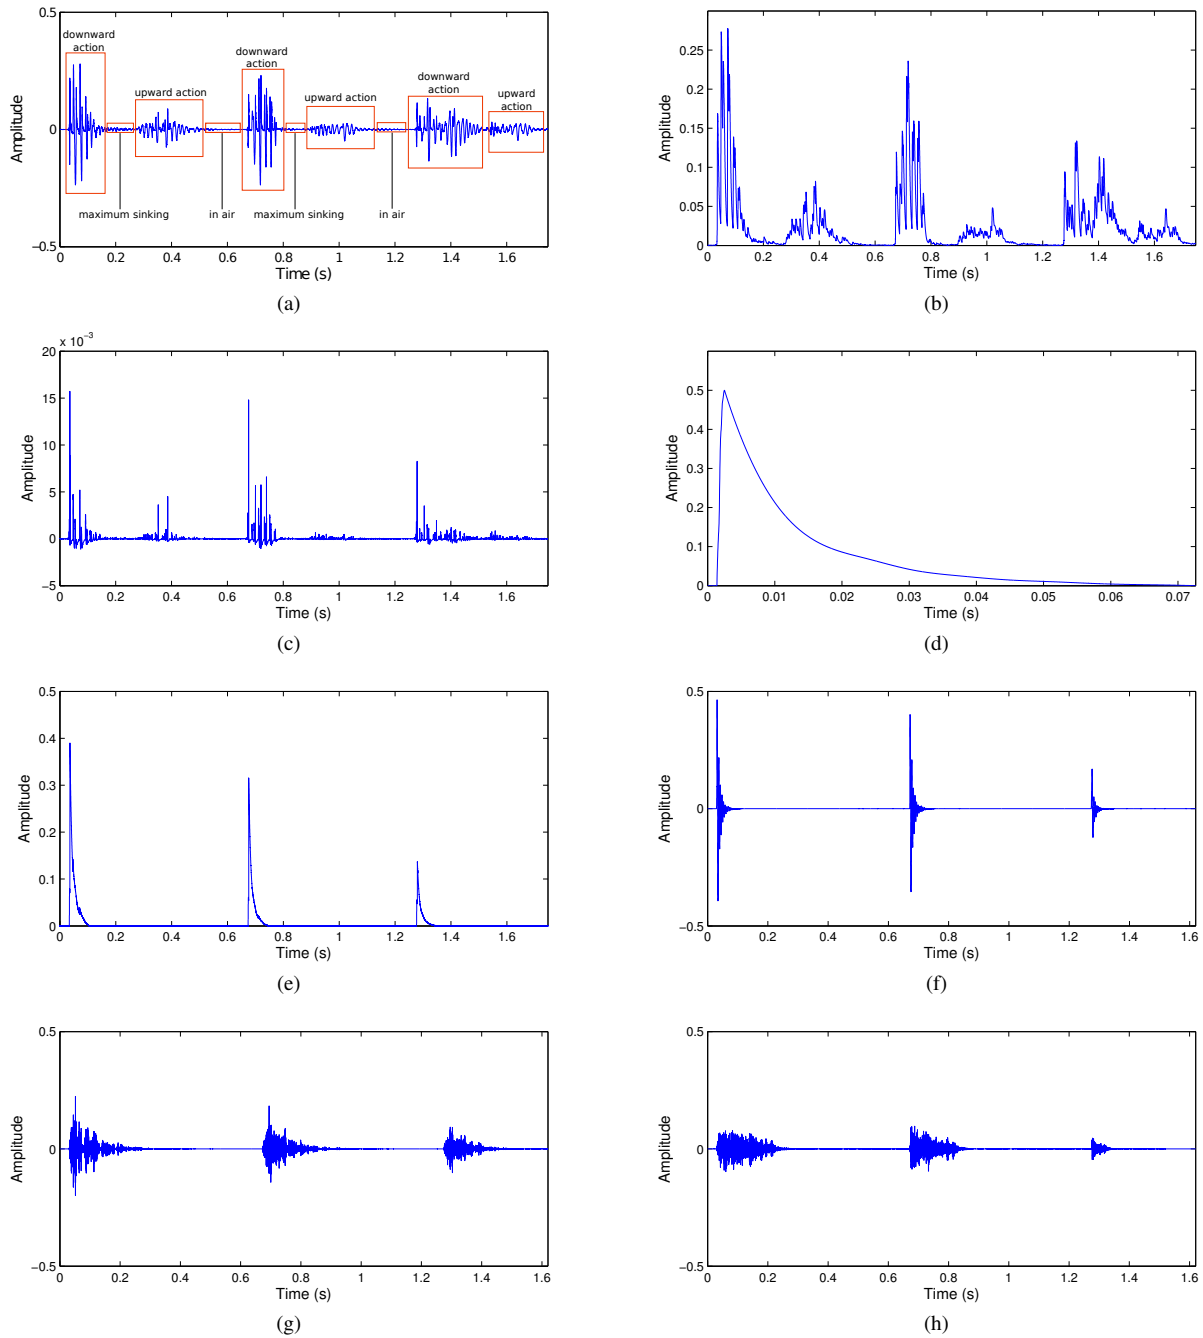 downward
action
downward
action
downward
action
upward action
upward action
upward
action
maximum sinking
in air
maximum sinking
in air
0.5
0
−0.5
Amplitude
0 0.2 0.4 0.6 0.8 1 1.2 1.4 1.6
Time (s)
(a)
0.25
0.2
0.15
0.1
0.05
0
Amplitude
0 0.2 0.4 0.6 0.8 1 1.2 1.4 1.6
Time (s)
(b)
x 10−3
20
15
10
5
0
−5
Amplitude
0 0.2 0.4 0.6 0.8 1 1.2 1.4 1.6
Time (s)
(c)
0.5
0.4
0.3
0.2
0.1
0
Amplitude
0 0.01 0.02 0.03 0.04 0.05 0.06 0.07
Time (s)
(d)
0.5
0.4
0.3
0.2
0.1
0
Amplitude
0 0.2 0.4 0.6 0.8 1 1.2 1.4 1.6
Time (s)
(e)
0.5
0
−0.5
Amplitude
0 0.2 0.4 0.6 0.8 1 1.2 1.4 1.6
Time (s)
(f)
0.5
0
−0.5
Amplitude
0 0.2 0.4 0.6 0.8 1 1.2 1.4 1.6
Time (s)
(g)
0.5
0
−0.5
Amplitude
0 0.2 0.4 0.6 0.8 1 1.2 1.4 1.6
Time (s)
(h)